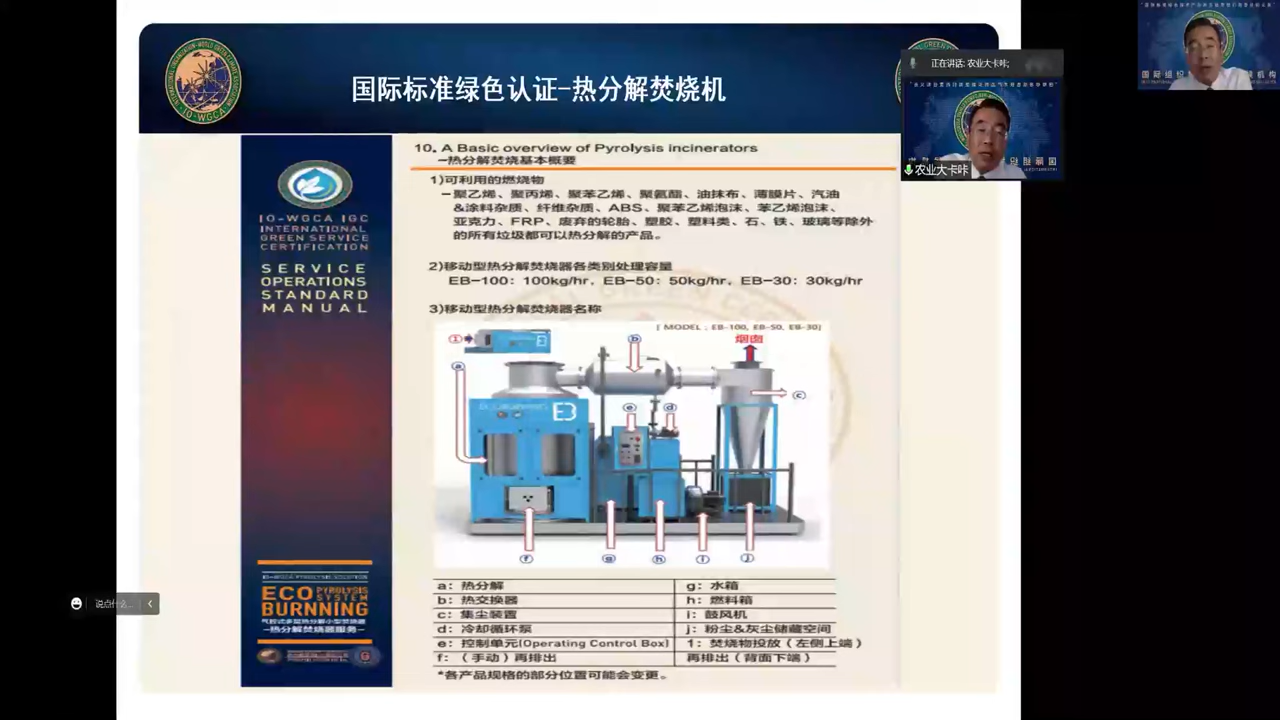 国际标准绿色认证-热分解焚烧机
正在讲话: 农业大卡咔;
农业大卡咔
10. A Basic overview of Pyrolysis incinerators
-热分解焚烧基本概要
1)可利用的燃烧物
-聚乙烯、聚丙烯、聚苯乙烯、聚氨酯、油抹布、薄膜片、汽油
&涂料杂质、纤维杂质、ABS、聚苯乙烯泡沫、苯乙烯泡沫、
亚克力、FRP、废弃的轮胎、塑胶、塑料类、石、铁、玻璃等除外
的所有垃圾都可以热分解的产品。
2)移动型热分解焚烧器各类别处理容量
EB-100: 100kg/hr, EB-50: 50kg/hr, EB-30: 30kg/hr
3)移动型热分解焚烧器名称
[ MODEL : EB-100, EB-50, EB-30]
烟囱
① a b c d e f g h i j
a: 热分解
g: 水箱
b: 热交换器
h: 燃料箱
c: 集尘装置
i: 鼓风机
d: 冷却循环泵
j: 粉尘&灰尘储藏空间
e: 控制单元(Operating Control Box)
1: 焚烧物投放（左侧上端）
f: （手动）再排出
再排出（背面下端）
*各产品规格的部分位置可能会变更。
IO-WGCA IGC
INTERNATIONAL
GREEN SERVICE
CERTIFICATION
SERVICE
OPERATIONS
STANDARD
MANUAL
ECO PYROLYSIS
SYSTEM
BURNNING
-热分解焚烧器服务-
说点什么...